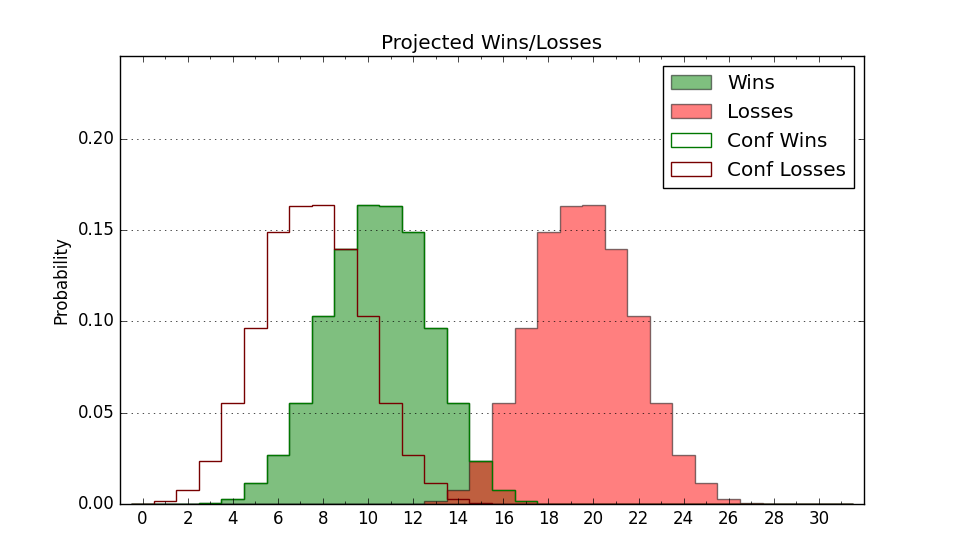 Projected Wins/Losses
Wins
Losses
Conf Wins
Conf Losses
Probability
0.20
0.15
0.10
0.05
0.00
0 2 4 6 8 10 12 14 16 18 20 22 24 26 28 30